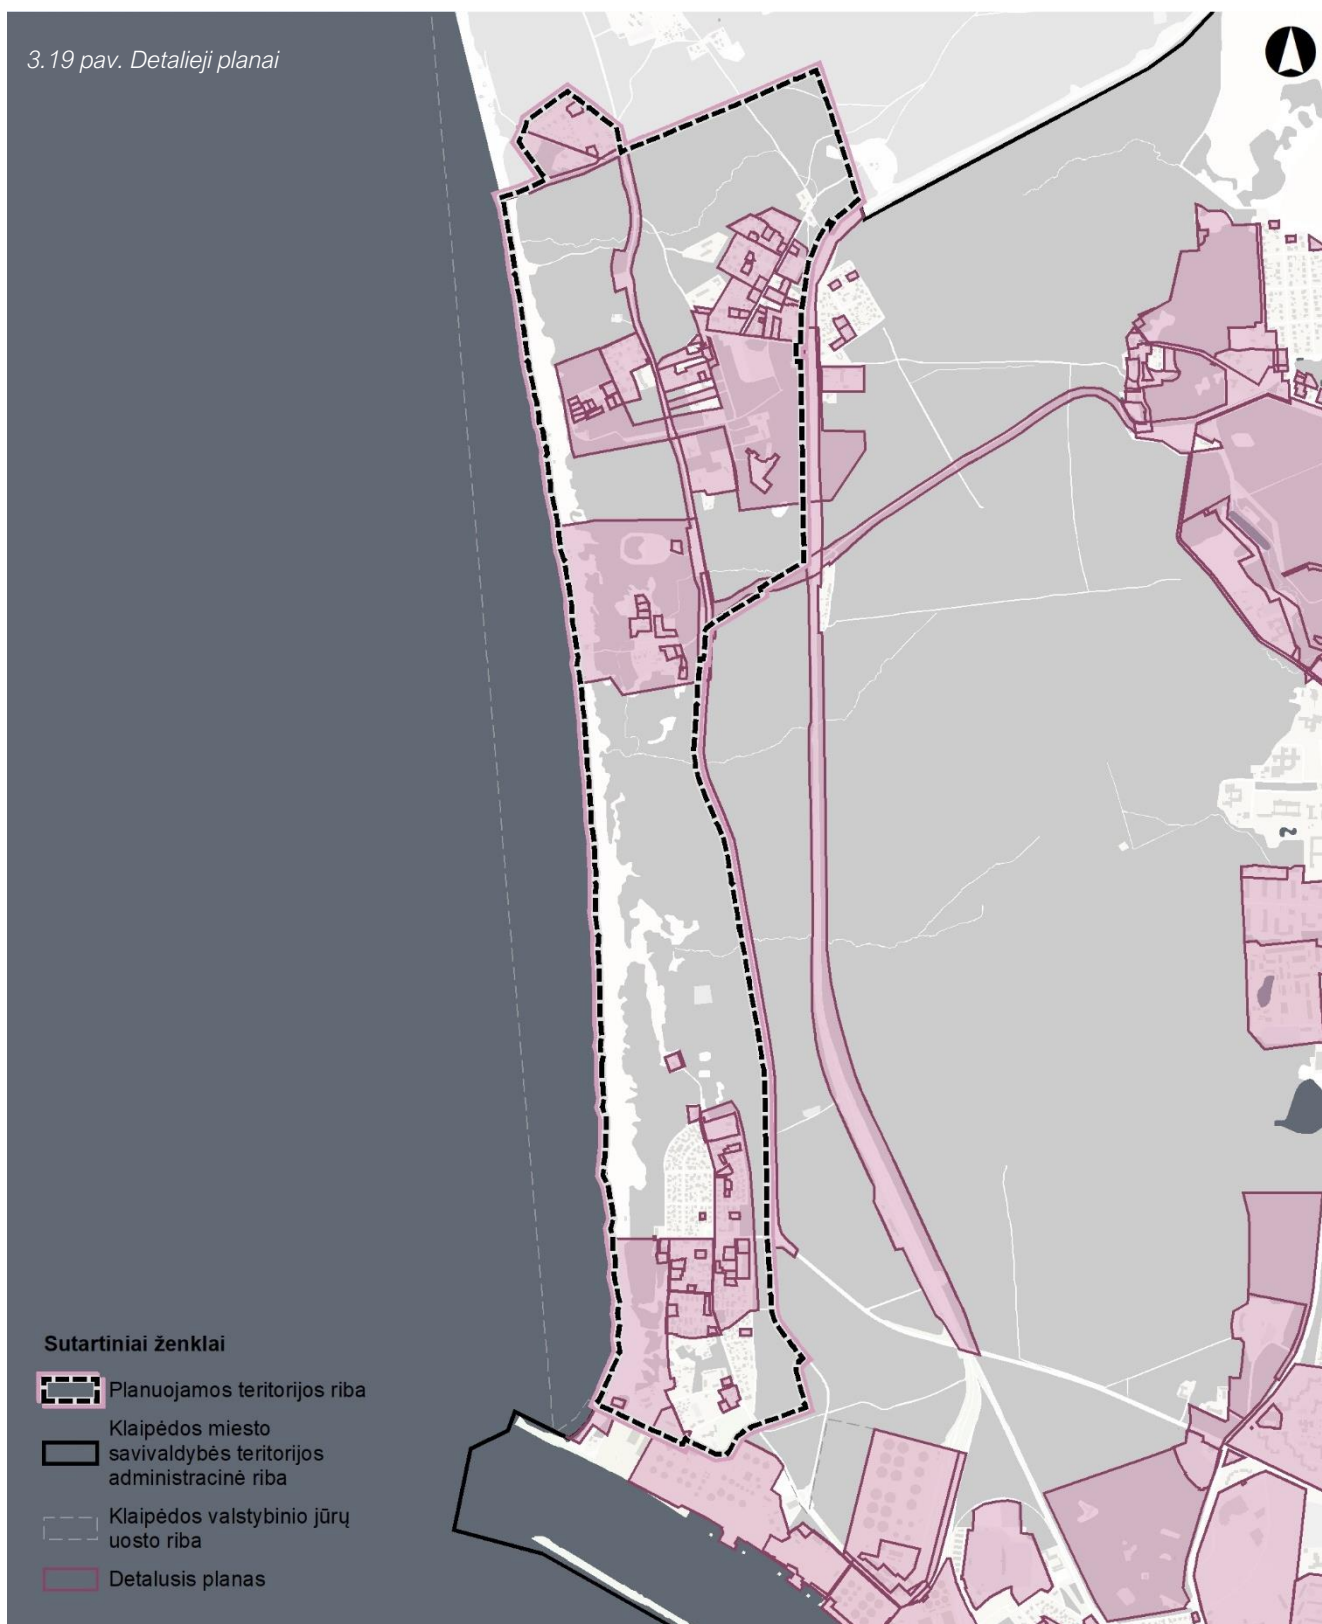 3.19 pav. Detalieji planai
Sutartiniai ženklai
Planuojamos teritorijos riba
Klaipėdos miesto
savivaldybės teritorijos
administracinė riba
Klaipėdos valstybinio jūrų
uosto riba
Detalusis planas